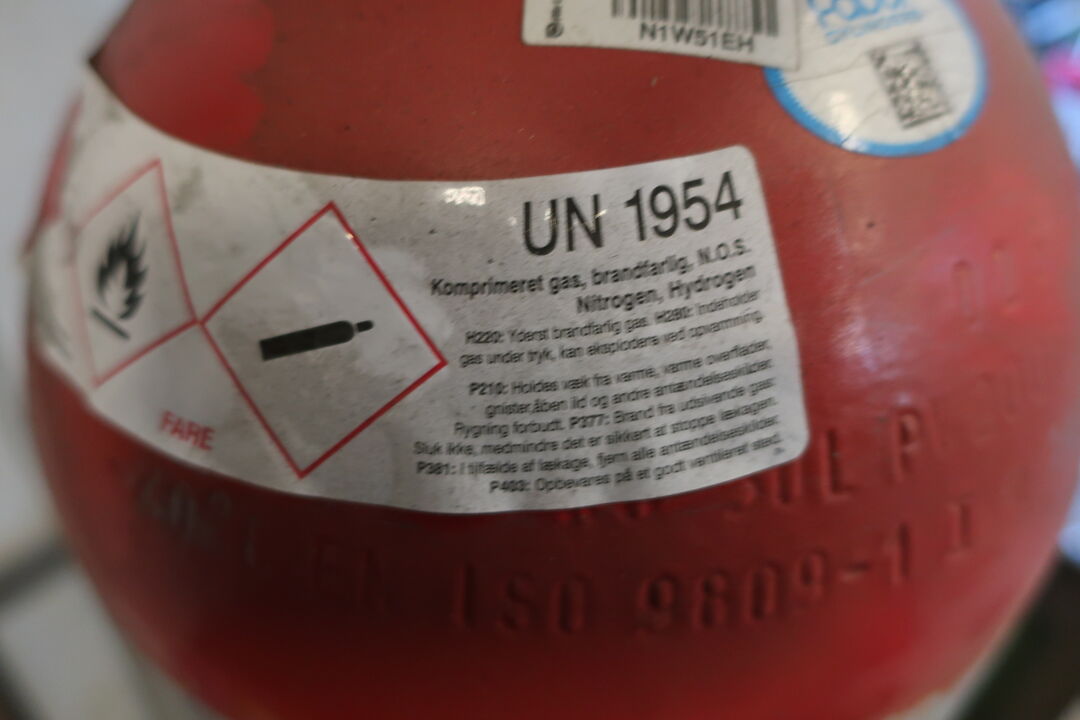 N1W51EH
UN 1954
Komprimeret gas, brandfarlig, N.O.S.
Nitrogen, Hydrogen
H220: Yderst brandfarlig gas. H280: Indeholder
gas under tryk, kan eksplodere ved opvarmning.
P210: Holdes væk fra varme, varme overflader,
gnister,åben ild og andre antændelseskilder.
Rygning forbudt. P377: Brand fra udsivende gas:
Sluk ikke, medmindre det er sikkert at stoppe lækagen.
P381: I tilfælde af lækage, fjern alle antændelseskilder.
P403: Opbevares på et godt ventileret sted.
FARE
50L
ISO 9809-1